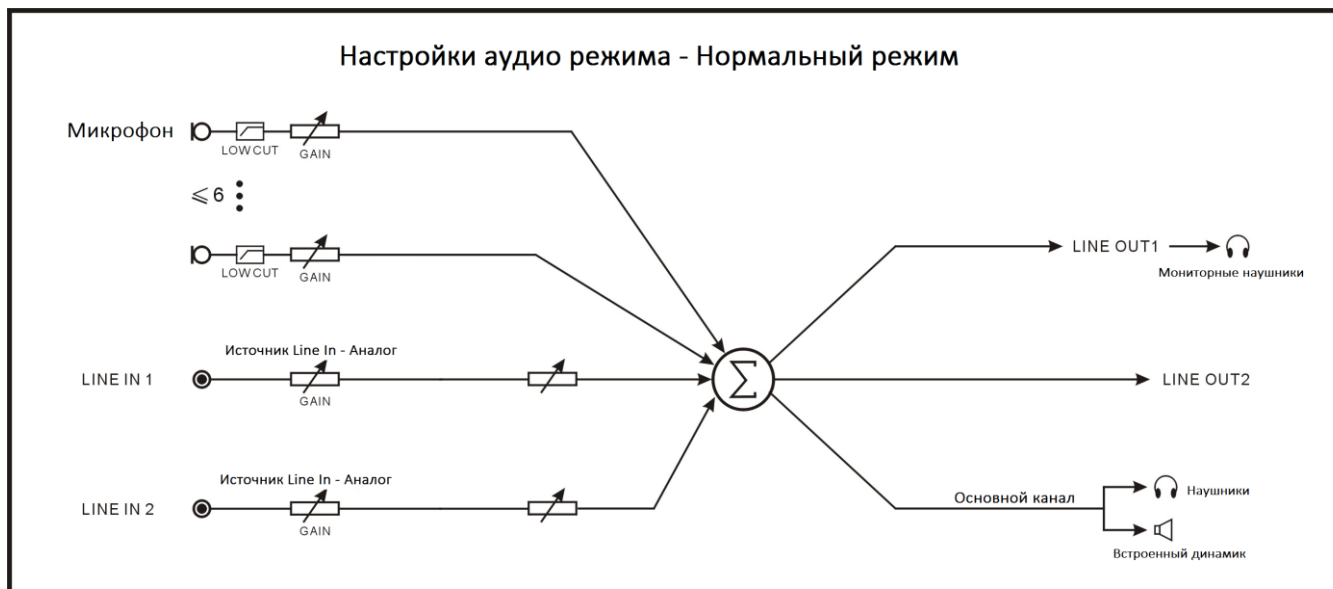 Настройки аудио режима - Нормальный режим
Микрофон
LOW CUT
GAIN
⩽ 6
LOW CUT
GAIN
LINE OUT1
Мониторные наушники
Источник Line In - Аналог
LINE IN 1
GAIN
Σ
LINE OUT2
Источник Line In - Аналог
LINE IN 2
GAIN
Основной канал
Наушники
Встроенный динамик